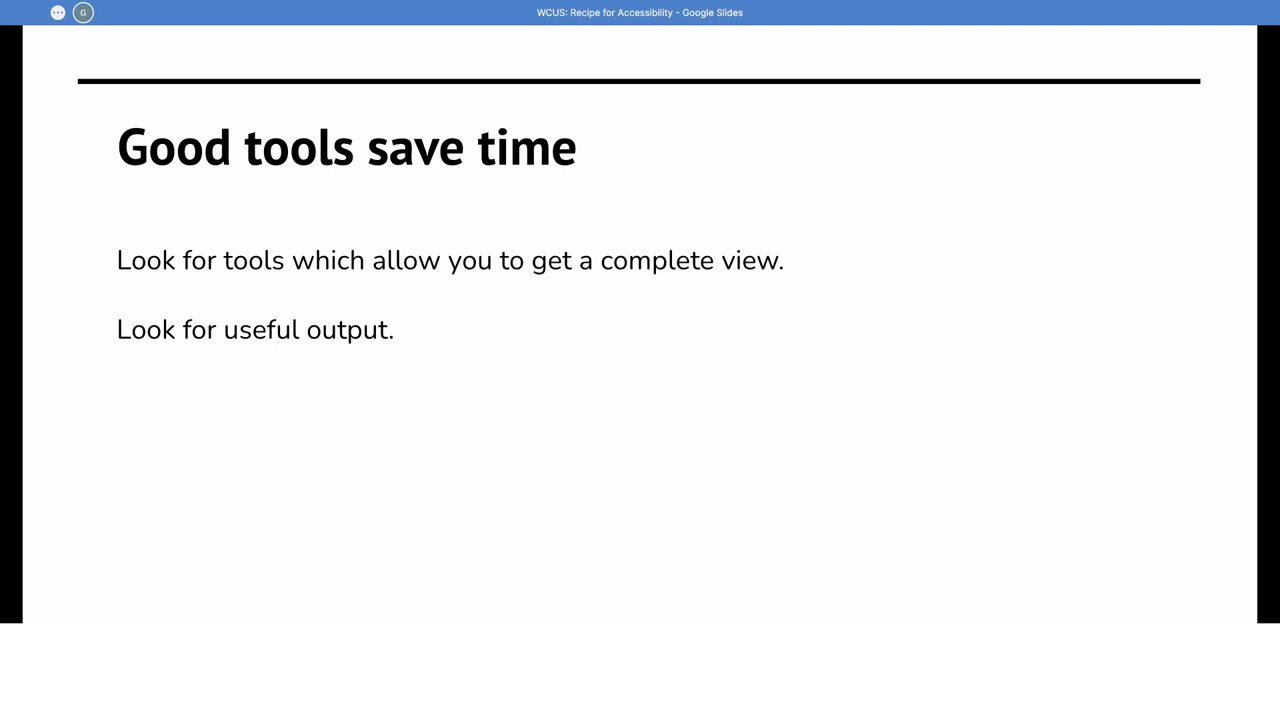 G
WCUS: Recipe for Accessibility - Google Slides
Good tools save time
Look for tools which allow you to get a complete view.
Look for useful output.